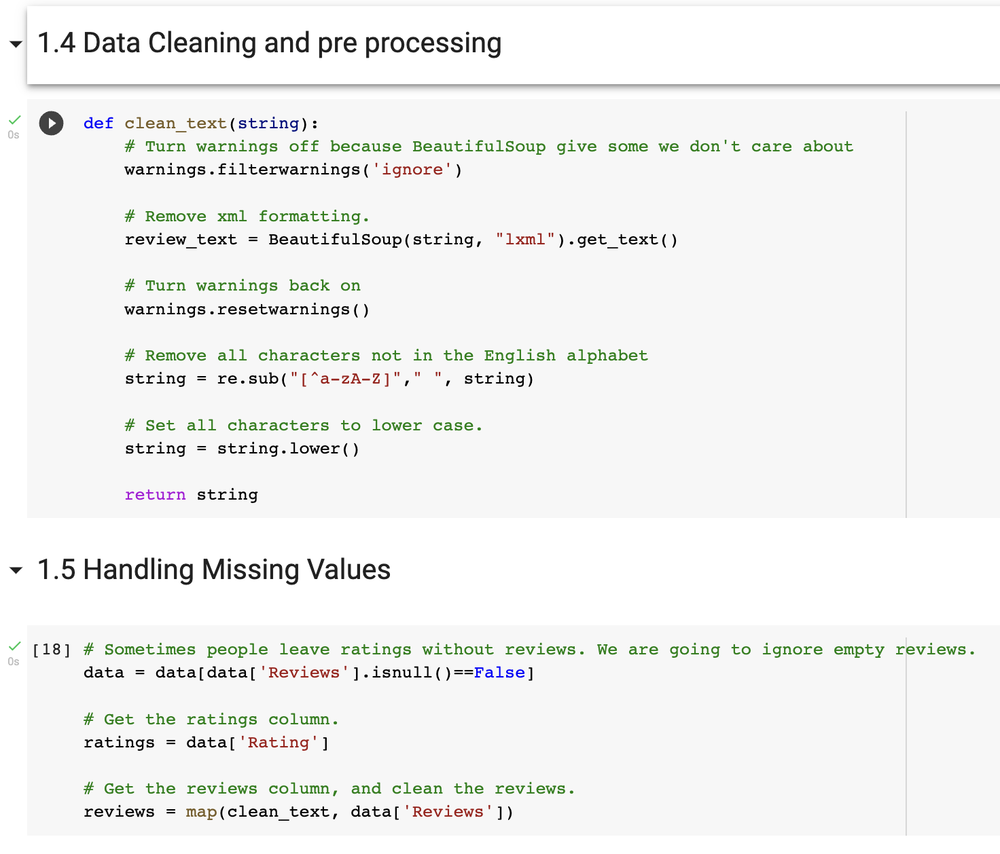 1.4 Data Cleaning and pre processing
0s
def clean_text(string):
# Turn warnings off because BeautifulSoup give some we don't care about
warnings.filterwarnings('ignore')
# Remove xml formatting.
review_text = BeautifulSoup(string, "lxml").get_text()
# Turn warnings back on
warnings.resetwarnings()
# Remove all characters not in the English alphabet
string = re.sub("[^a-zA-Z]"," ", string)
# Set all characters to lower case.
string = string.lower()
return string
1.5 Handling Missing Values
0s
[18] # Sometimes people leave ratings without reviews. We are going to ignore empty reviews.
data = data[data['Reviews'].isnull()==False]
# Get the ratings column.
ratings = data['Rating']
# Get the reviews column, and clean the reviews.
reviews = map(clean_text, data['Reviews'])